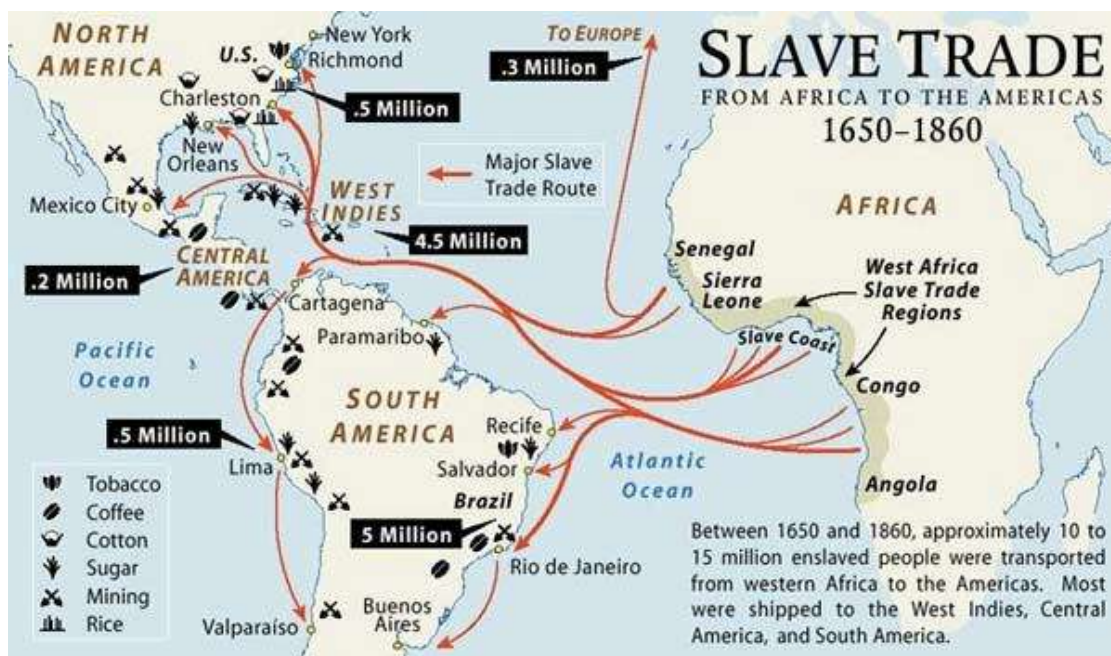 SLAVE TRADE
FROM AFRICA TO THE AMERICAS
1650–1860
NORTH
AMERICA
U.S.
New York
Richmond
TO EUROPE
.3 Million
.5 Million
Charleston
New
Orleans
Major Slave
Trade Route
Mexico City
WEST
INDIES
4.5 Million
AFRICA
CENTRAL
AMERICA
.2 Million
Senegal
Sierra
Leone
West Africa
Slave Trade
Regions
Cartagena
Paramaribo
Slave Coast
Pacific
Ocean
Congo
SOUTH
AMERICA
.5 Million
Lima
Recife
Salvador
Atlantic
Ocean
Angola
Brazil
5 Million
Rio de Janeiro
Tobacco
Coffee
Cotton
Sugar
Mining
Rice
Buenos
Aires
Valparaíso
Between 1650 and 1860, approximately 10 to
15 million enslaved people were transported
from western Africa to the Americas. Most
were shipped to the West Indies, Central
America, and South America.